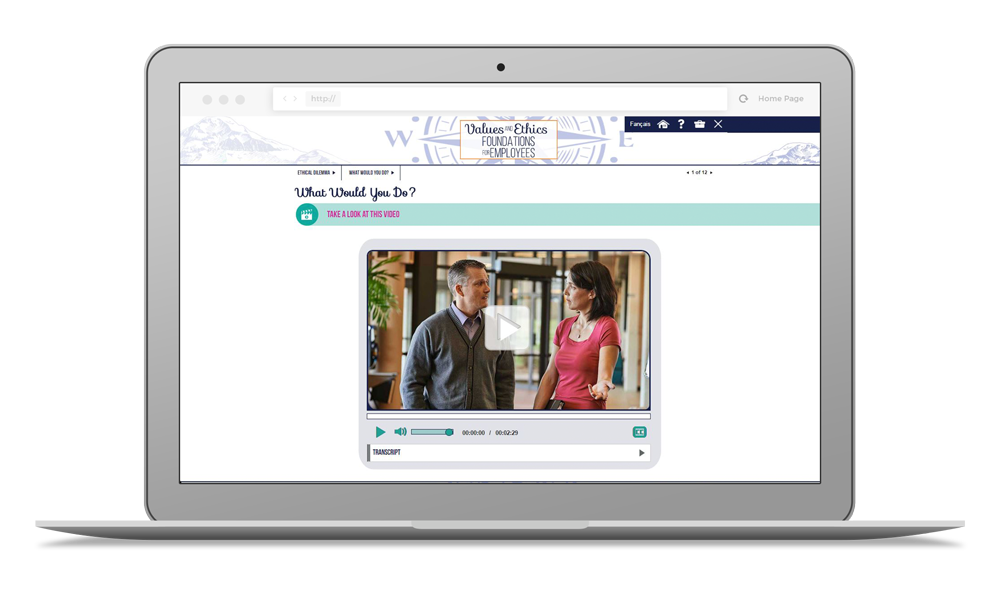 http://
Home Page
W
E
Values AND Ethics
FOUNDATIONS
FOR EMPLOYEES
Français
?
ETHICAL DILEMMA
WHAT WOULD YOU DO?
1 of 12
What Would You Do?
TAKE A LOOK AT THIS VIDEO
00:00:00 / 00:02:29
TRANSCRIPT